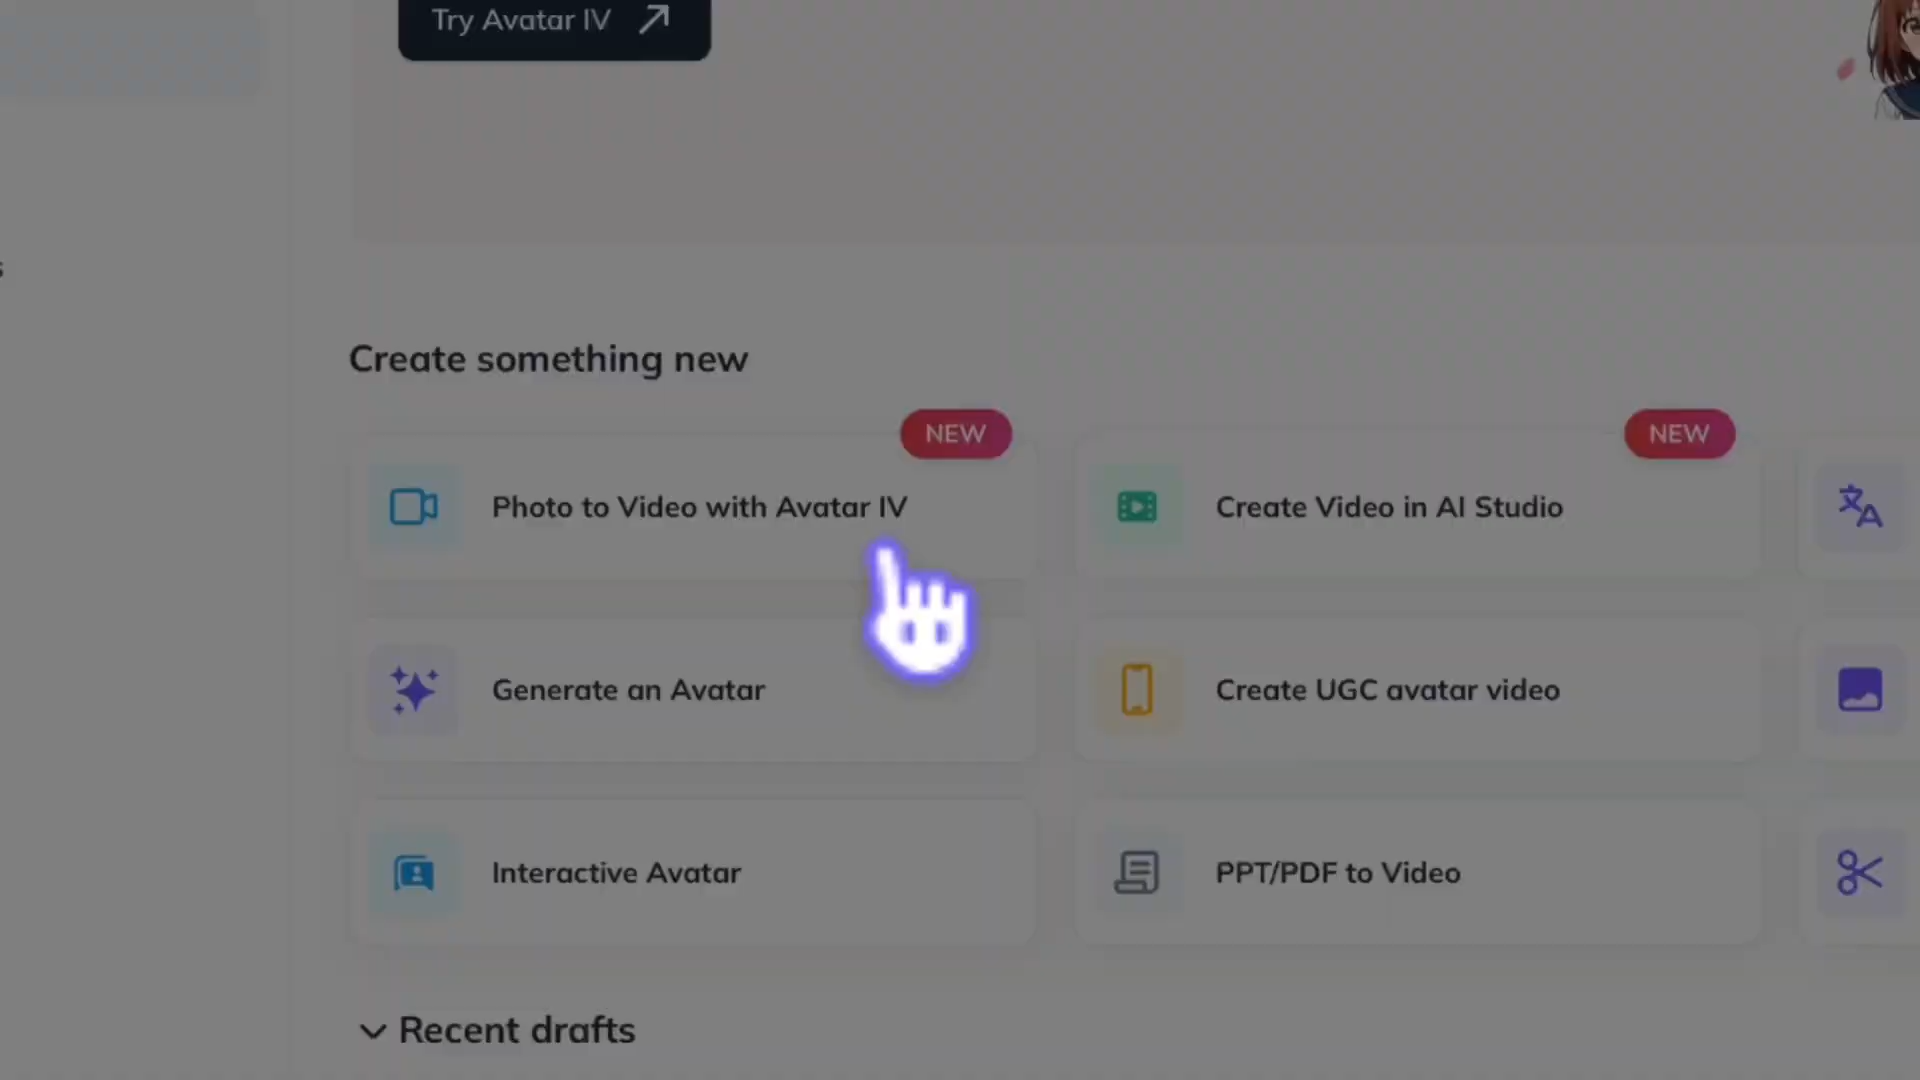 Try Avatar IV
s
Create something new
NEW
NEW
Photo to Video with Avatar IV
Create Video in AI Studio
Generate an Avatar
Create UGC avatar video
Interactive Avatar
PPT/PDF to Video
Recent drafts